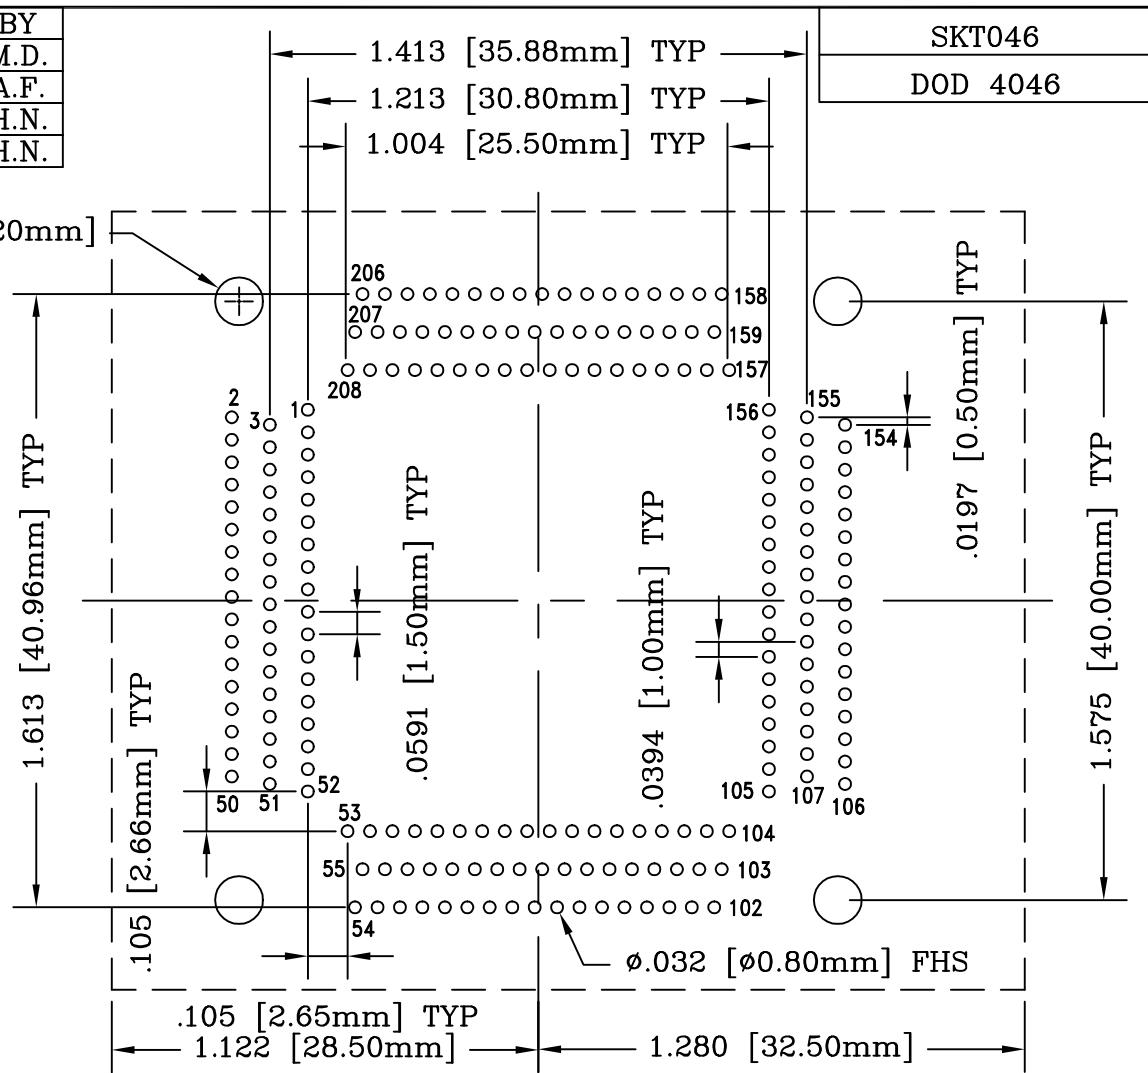 BY
M.D.
A.F.
H.N.
H.N.
SKT046
DOD 4046
1.413 [35.88mm] TYP
1.213 [30.80mm] TYP
1.004 [25.50mm] TYP
20mm]
206
158
207
159
208
157
2
3
1
156
155
154
.0197 [0.50mm] TYP
1.613 [40.96mm] TYP
.0591 [1.50mm] TYP
.0394 [1.00mm] TYP
1.575 [40.00mm] TYP
.105 [2.66mm] TYP
50
51
52
105
107
106
53
104
55
103
54
102
ø.032 [ø0.80mm] FHS
.105 [2.65mm] TYP
1.122 [28.50mm]
1.280 [32.50mm]